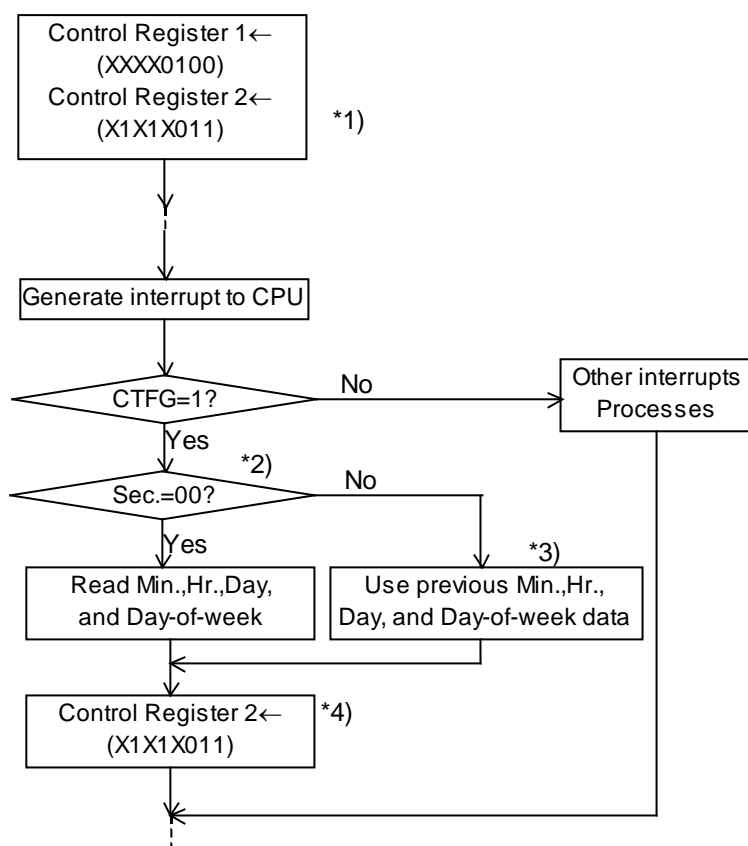 Control Register 1←
(XXXX0100)
Control Register 2←
(X1X1X011)
*1)
Generate interrupt to CPU
CTFG=1?
No
Other interrupts
Processes
Yes
*2)
Sec.=00?
No
Yes
*3)
Read Min.,Hr.,Day,
and Day-of-week
Use previous Min.,Hr.,
Day, and Day-of-week data
Control Register 2←
(X1X1X011)
*4)